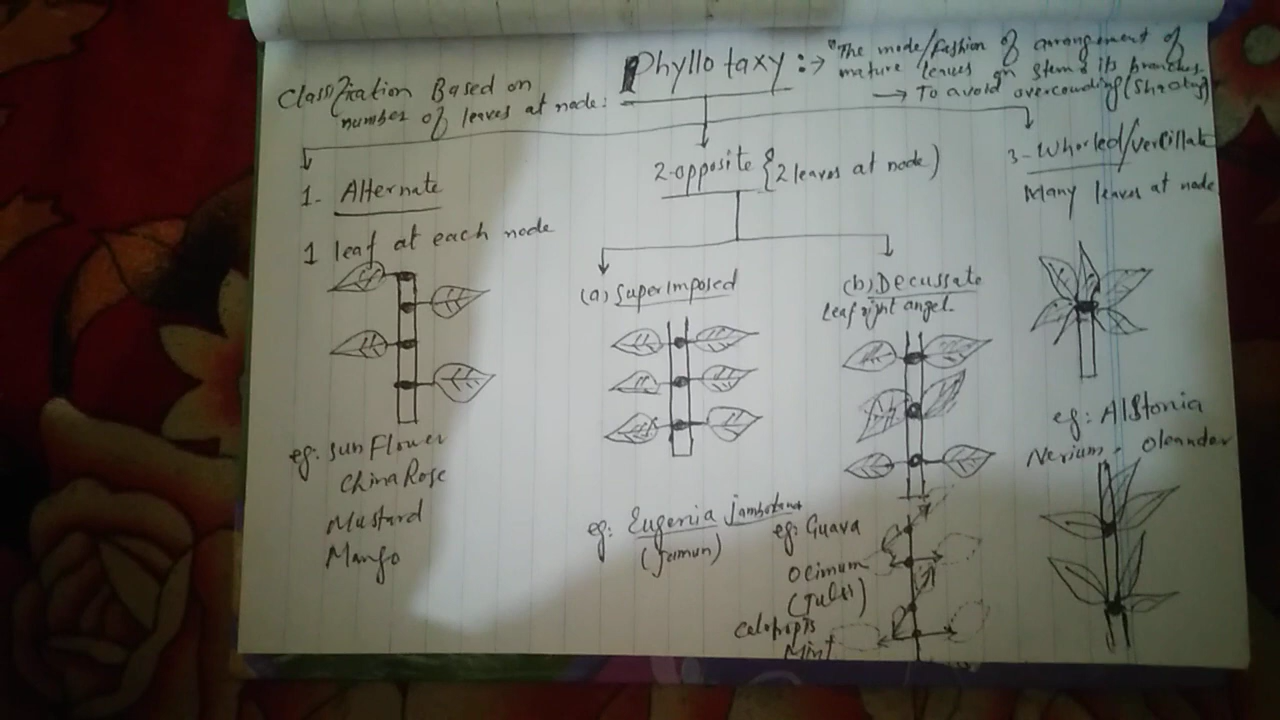 Phyllotaxy :→ "The mode/fashion of arrangement of
mature leaves on stem & its branches
→ To avoid overcrowding (Shading)
Classification Based on
number of leaves at node:
1. Alternate
1 leaf at each node
eg: Sun Flower
China Rose
Mustard
Mango
2-opposite {2 leaves at node)
(a) Superimposed
eg: Eugenia jambolana
(Jamun)
(b) Decussate
Leaf right angel.
eg: Guava
Ocimum
(Tulsi)
Mint
3- Whorled/Verticillate
Many leaves at node
eg: Alstonia
Nerium Oleander